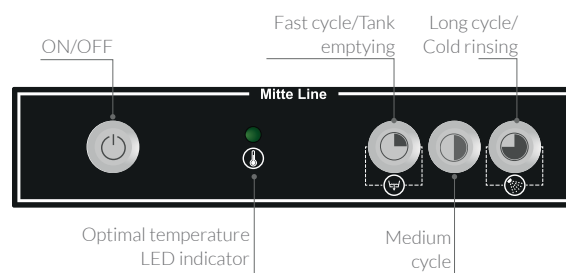 ON/OFF
Fast cycle/Tank
emptying
Long cycle/
Cold rinsing
Mitte Line
Optimal temperature
LED indicator
Medium
cycle